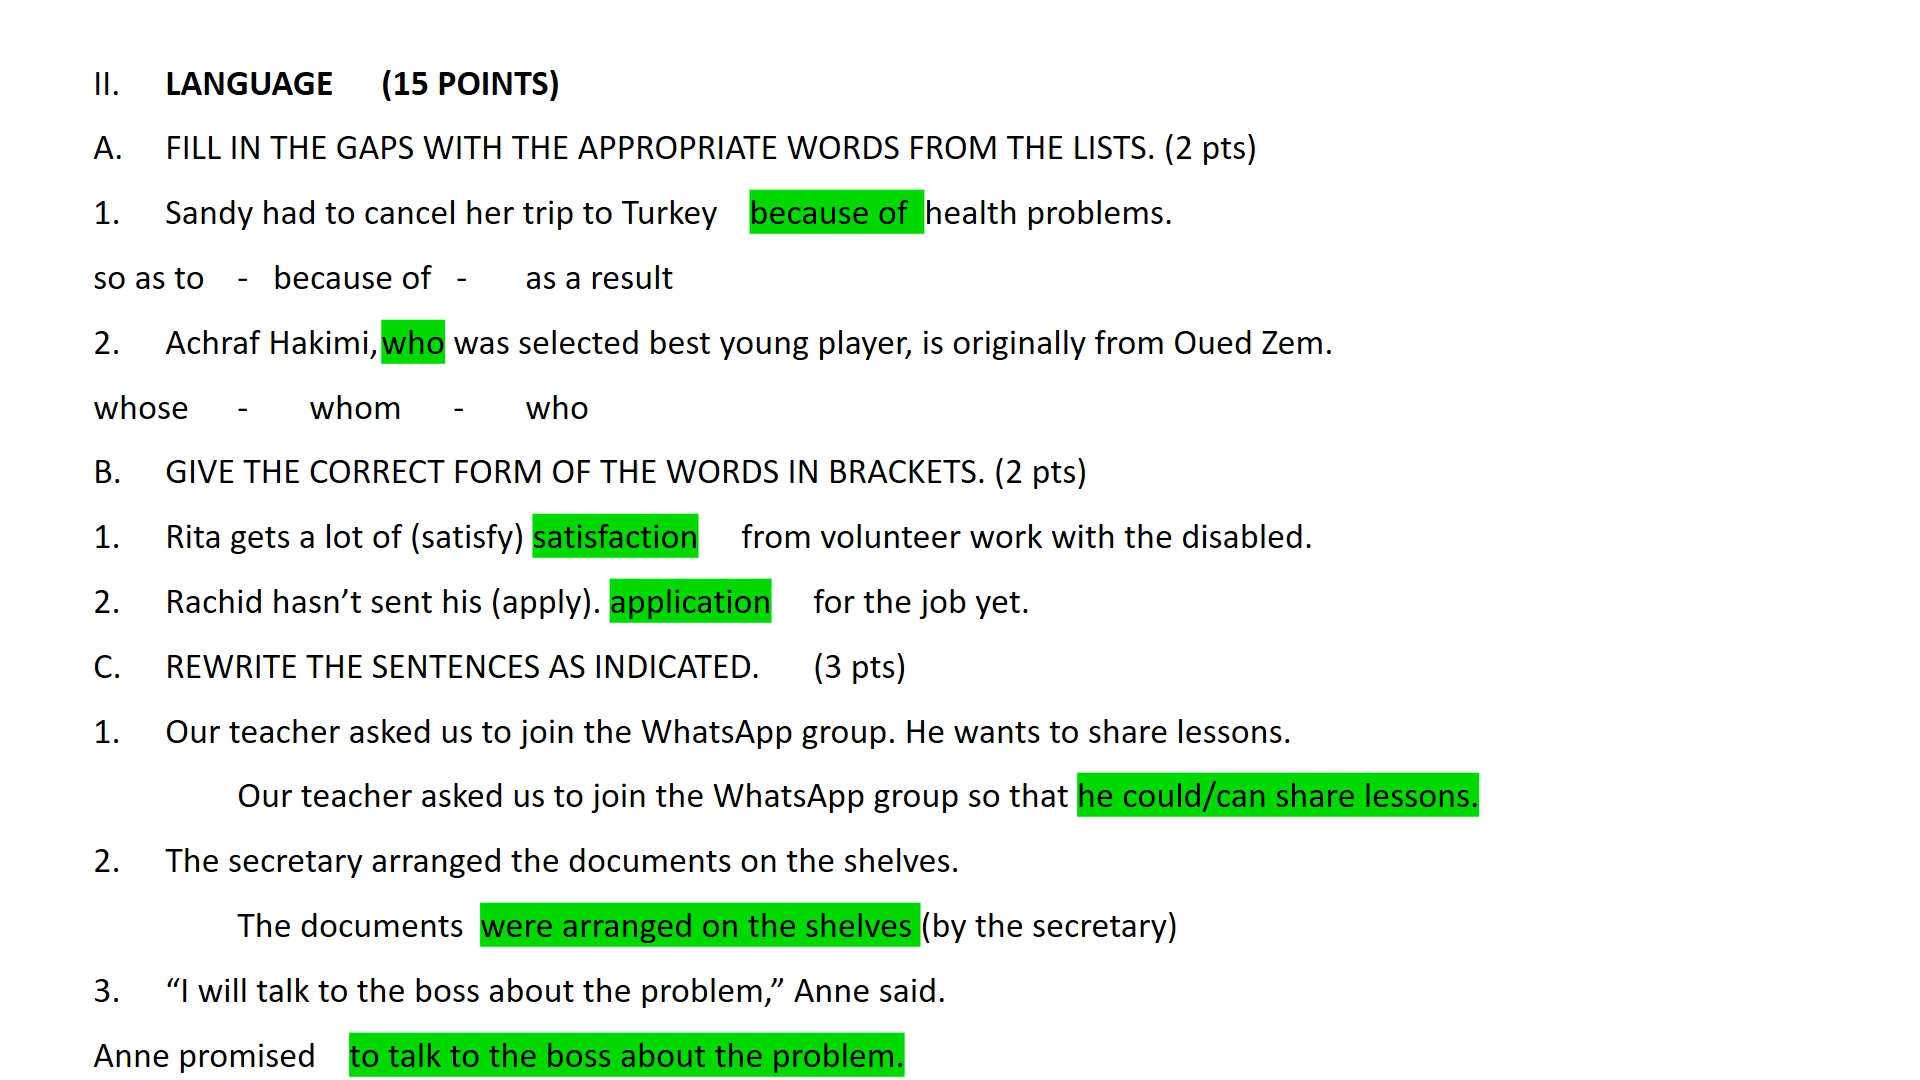 II. LANGUAGE (15 POINTS)
A. FILL IN THE GAPS WITH THE APPROPRIATE WORDS FROM THE LISTS. (2 pts)
1. Sandy had to cancel her trip to Turkey because of health problems.
so as to - because of - as a result
2. Achraf Hakimi, who was selected best young player, is originally from Oued Zem.
whose - whom - who
B. GIVE THE CORRECT FORM OF THE WORDS IN BRACKETS. (2 pts)
1. Rita gets a lot of (satisfy) satisfaction from volunteer work with the disabled.
2. Rachid hasn’t sent his (apply). application for the job yet.
C. REWRITE THE SENTENCES AS INDICATED. (3 pts)
1. Our teacher asked us to join the WhatsApp group. He wants to share lessons.
Our teacher asked us to join the WhatsApp group so that he could/can share lessons.
2. The secretary arranged the documents on the shelves.
The documents were arranged on the shelves (by the secretary)
3. “I will talk to the boss about the problem,” Anne said.
Anne promised to talk to the boss about the problem.